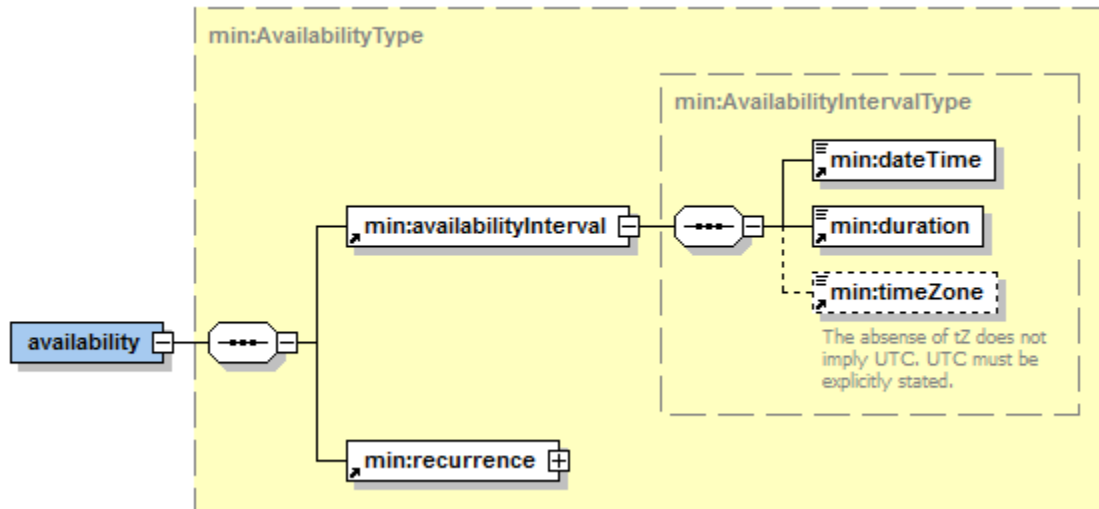 min:AvailabilityType
min:AvailabilityIntervalType
min:dateTime
min:availabilityInterval
min:duration
min:timeZone
The absense of tZ does not
imply UTC. UTC must be
explicitly stated.
availability
min:recurrence